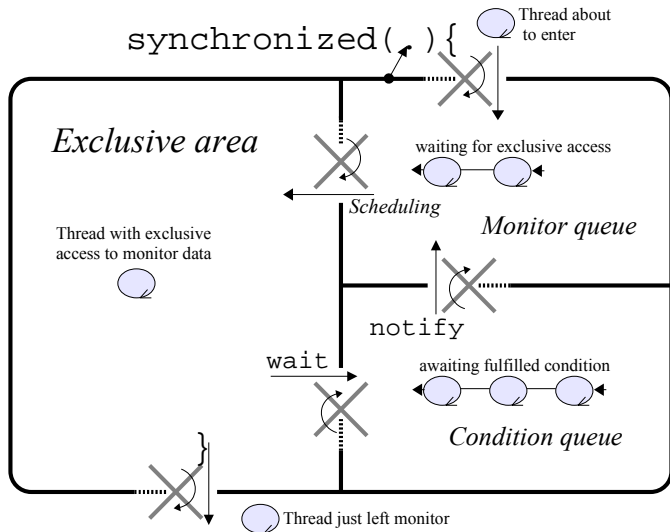 Thread about
to enter
synchronized( , ){
Exclusive area
waiting for exclusive access
Scheduling
Monitor queue
Thread with exclusive
access to monitor data
notify
wait
awaiting fulfilled condition
Condition queue
}
Thread just left monitor